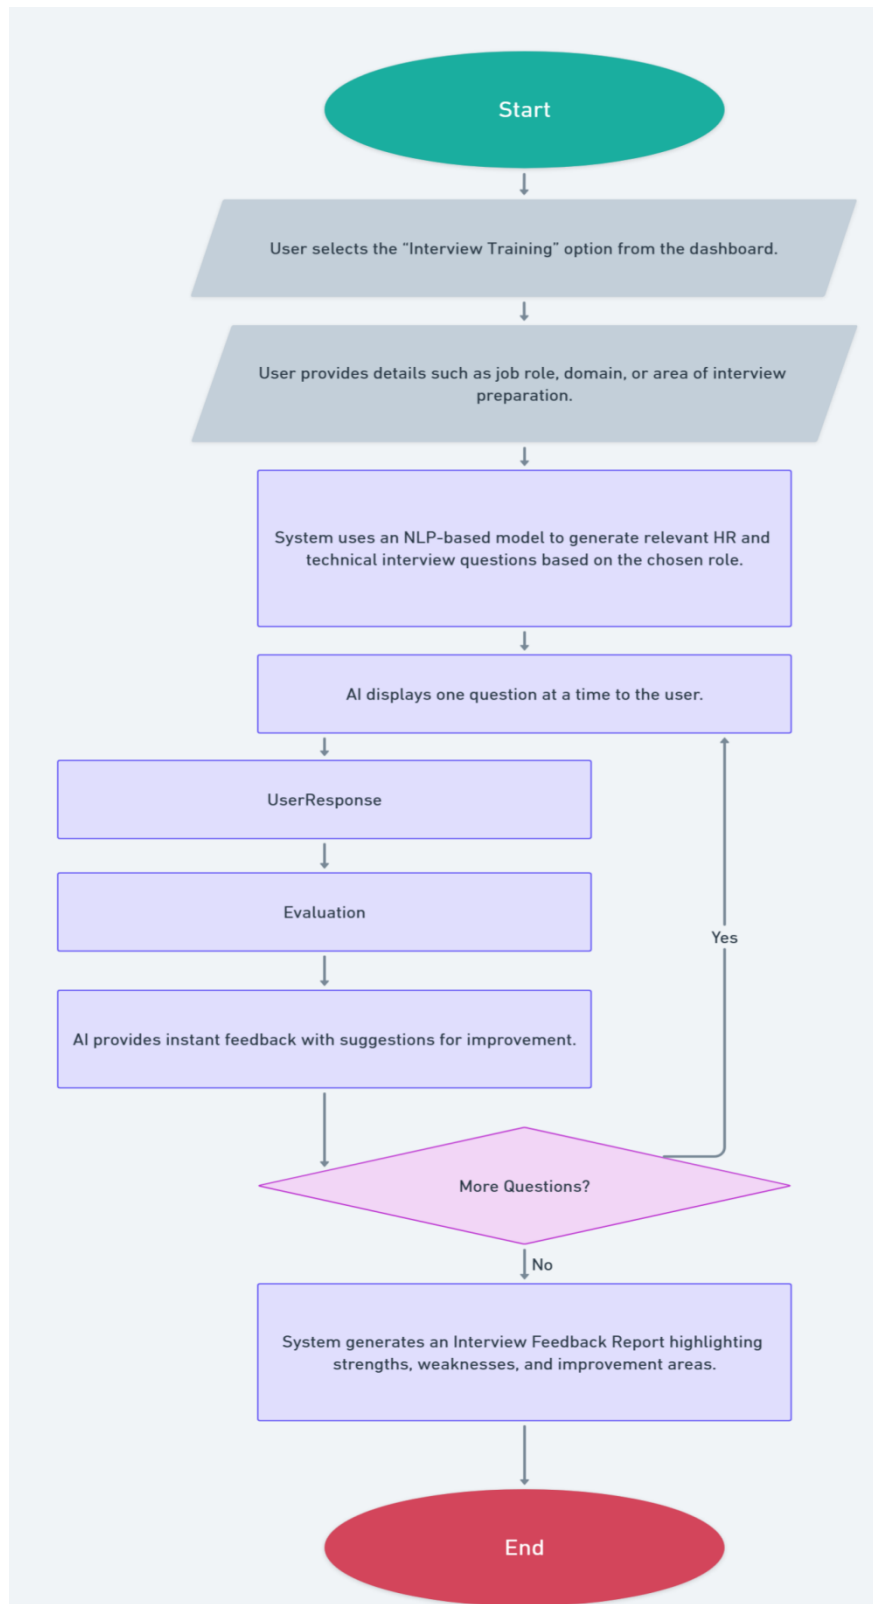 Start
User selects the “Interview Training” option from the dashboard.
User provides details such as job role, domain, or area of interview
preparation.
System uses an NLP-based model to generate relevant HR and
technical interview questions based on the chosen role.
AI displays one question at a time to the user.
UserResponse
Evaluation
Yes
AI provides instant feedback with suggestions for improvement.
More Questions?
No
System generates an Interview Feedback Report highlighting
strengths, weaknesses, and improvement areas.
End